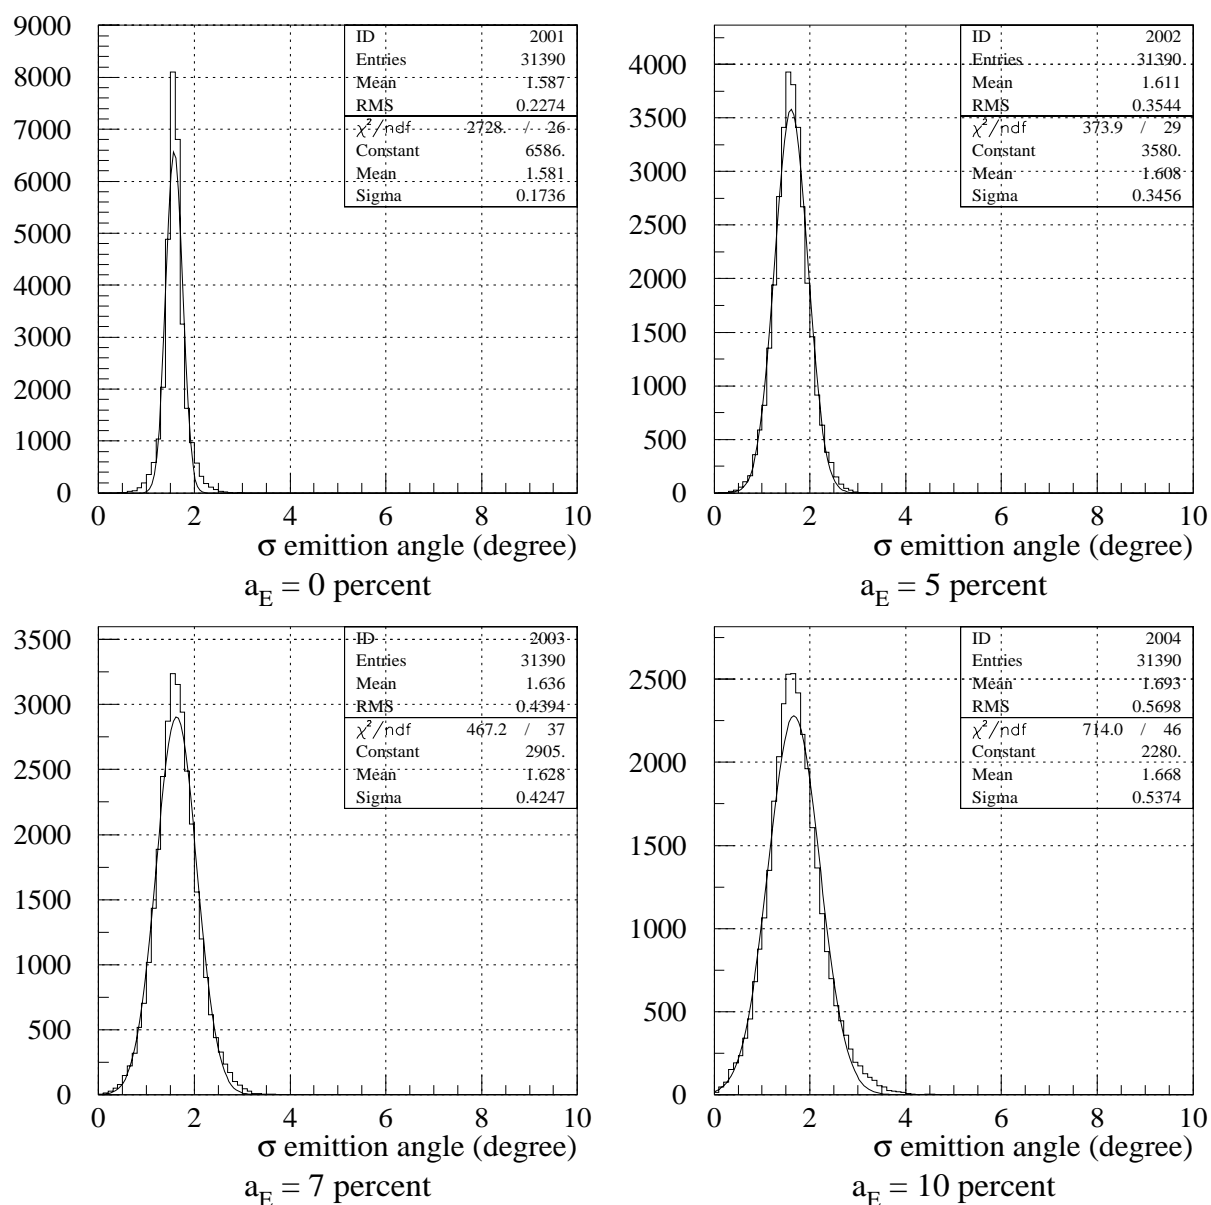 9000
8000
7000
6000
5000
4000
3000
2000
1000
0
ID 2001
Entries 31390
Mean 1.587
RMS 0.2274
χ²/ndf 2728. / 26
Constant 6586.
Mean 1.581
Sigma 0.1736
0 2 4 6 8 10
σ emittion angle (degree)
a_E = 0 percent
4000
3500
3000
2500
2000
1500
1000
500
0
ID 2002
Entries 31390
Mean 1.611
RMS 0.3544
χ²/ndf 373.9 / 29
Constant 3580.
Mean 1.608
Sigma 0.3456
0 2 4 6 8 10
σ emittion angle (degree)
a_E = 5 percent
3500
3000
2500
2000
1500
1000
500
0
ID 2003
Entries 31390
Mean 1.636
RMS 0.4394
χ²/ndf 467.2 / 37
Constant 2905.
Mean 1.628
Sigma 0.4247
0 2 4 6 8 10
σ emittion angle (degree)
a_E = 7 percent
2500
2000
1500
1000
500
0
ID 2004
Entries 31390
Mean 1.693
RMS 0.5698
χ²/ndf 714.0 / 46
Constant 2280.
Mean 1.668
Sigma 0.5374
0 2 4 6 8 10
σ emittion angle (degree)
a_E = 10 percent